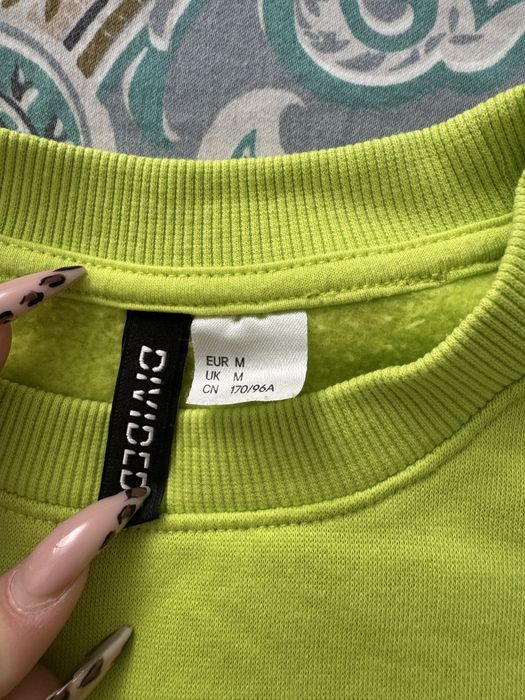 DIVIDED
EUR M
UK M
CN 170/96A